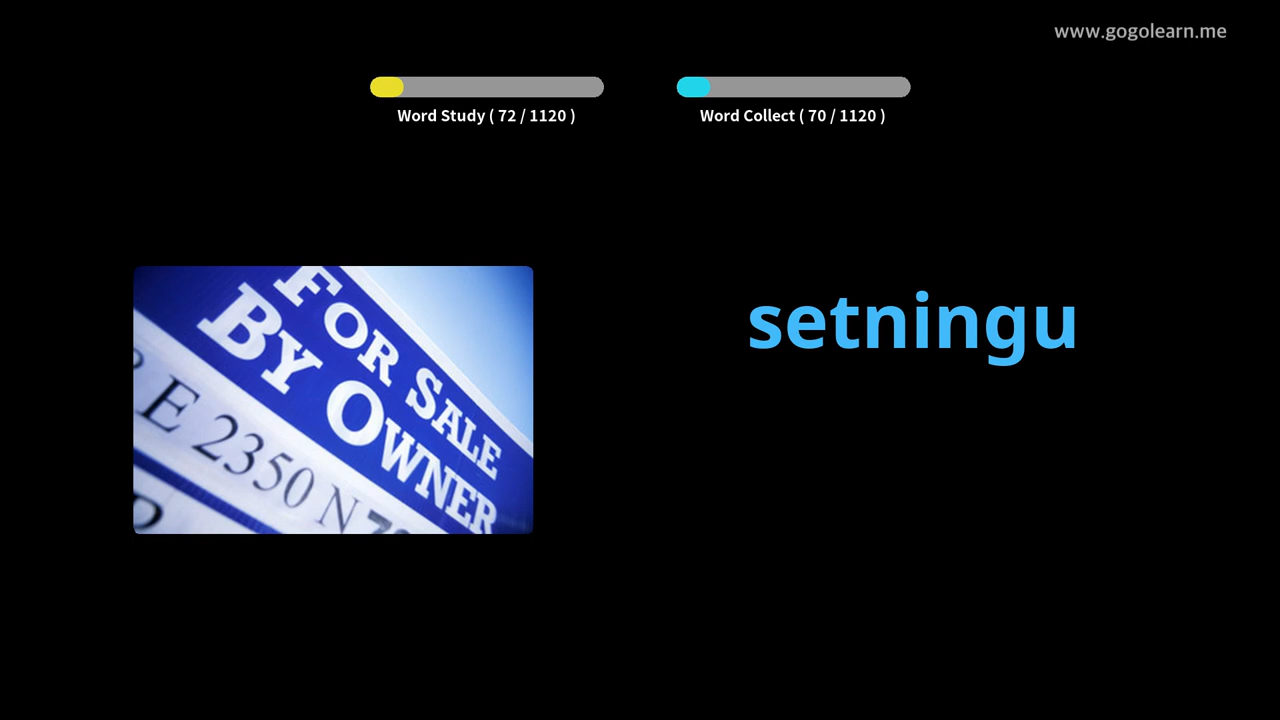 www.gogolearn.me
Word Study ( 72 / 1120 )
Word Collect ( 70 / 1120 )
setningu
FOR SALE
BY OWNER
E 2350 N